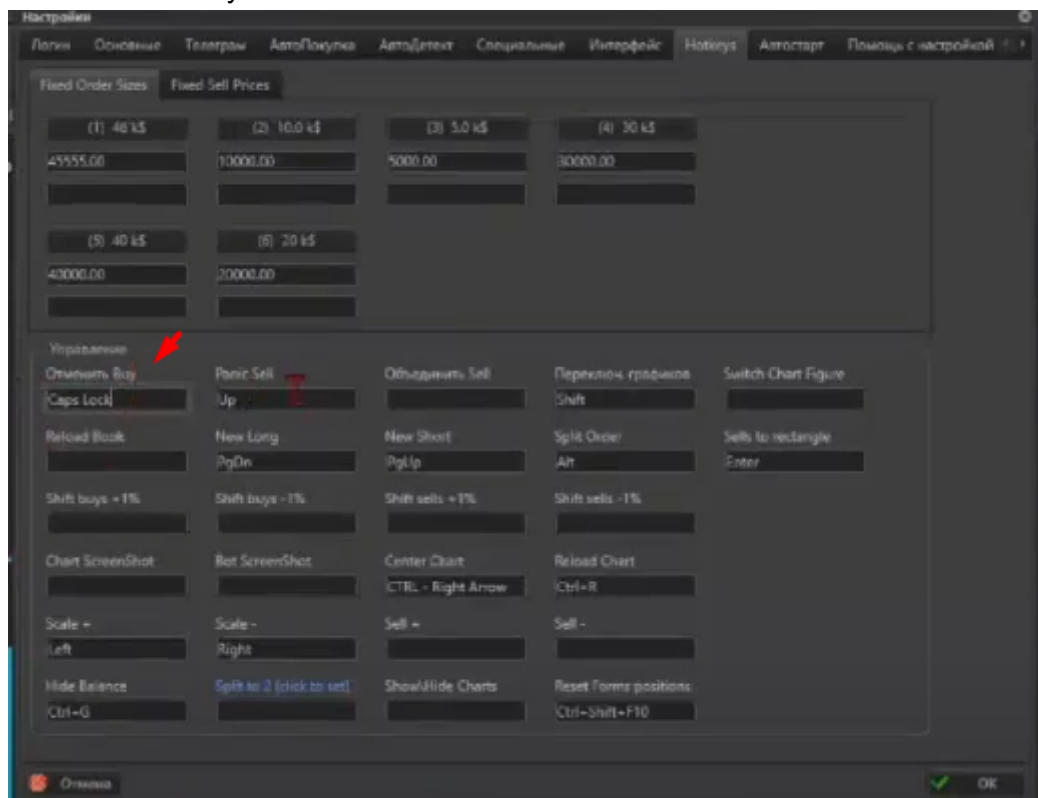 Настройки
Логин Основные Телеграм АвтоПокупка АвтоДетект Специальные Интерфейс Hotkeys Автостарт Помощь с настройкой
Fixed Order Sizes Fixed Sell Prices
(1) 46 k$ (2) 10.0 k$ (3) 5.0 k$ (4) 30 k$
45555.00 10000.00 5000.00 30000.00
(5) 40 k$ (6) 20 k$
40000.00 20000.00
Управление
Отменить Buy Panic Sell Объединить Sell Переключ. графиков Switch Chart Figure
Caps Lock Up Shift
Reload Book New Long New Short Split Order Sells to rectangle
PgDn PgUp Alt Enter
Shift buys +1% Shift buys -1% Shift sells +1% Shift sells -1%
Chart ScreenShot Bot ScreenShot Center Chart Reload Chart
CTRL - Right Arrow Ctrl+R
Scale + Scale - Sell + Sell -
Left Right
Hide Balance Split to 2 (click to set) Show\Hide Charts Reset Forms positions
Ctrl+G Ctrl+Shift+F10
Отмена OK